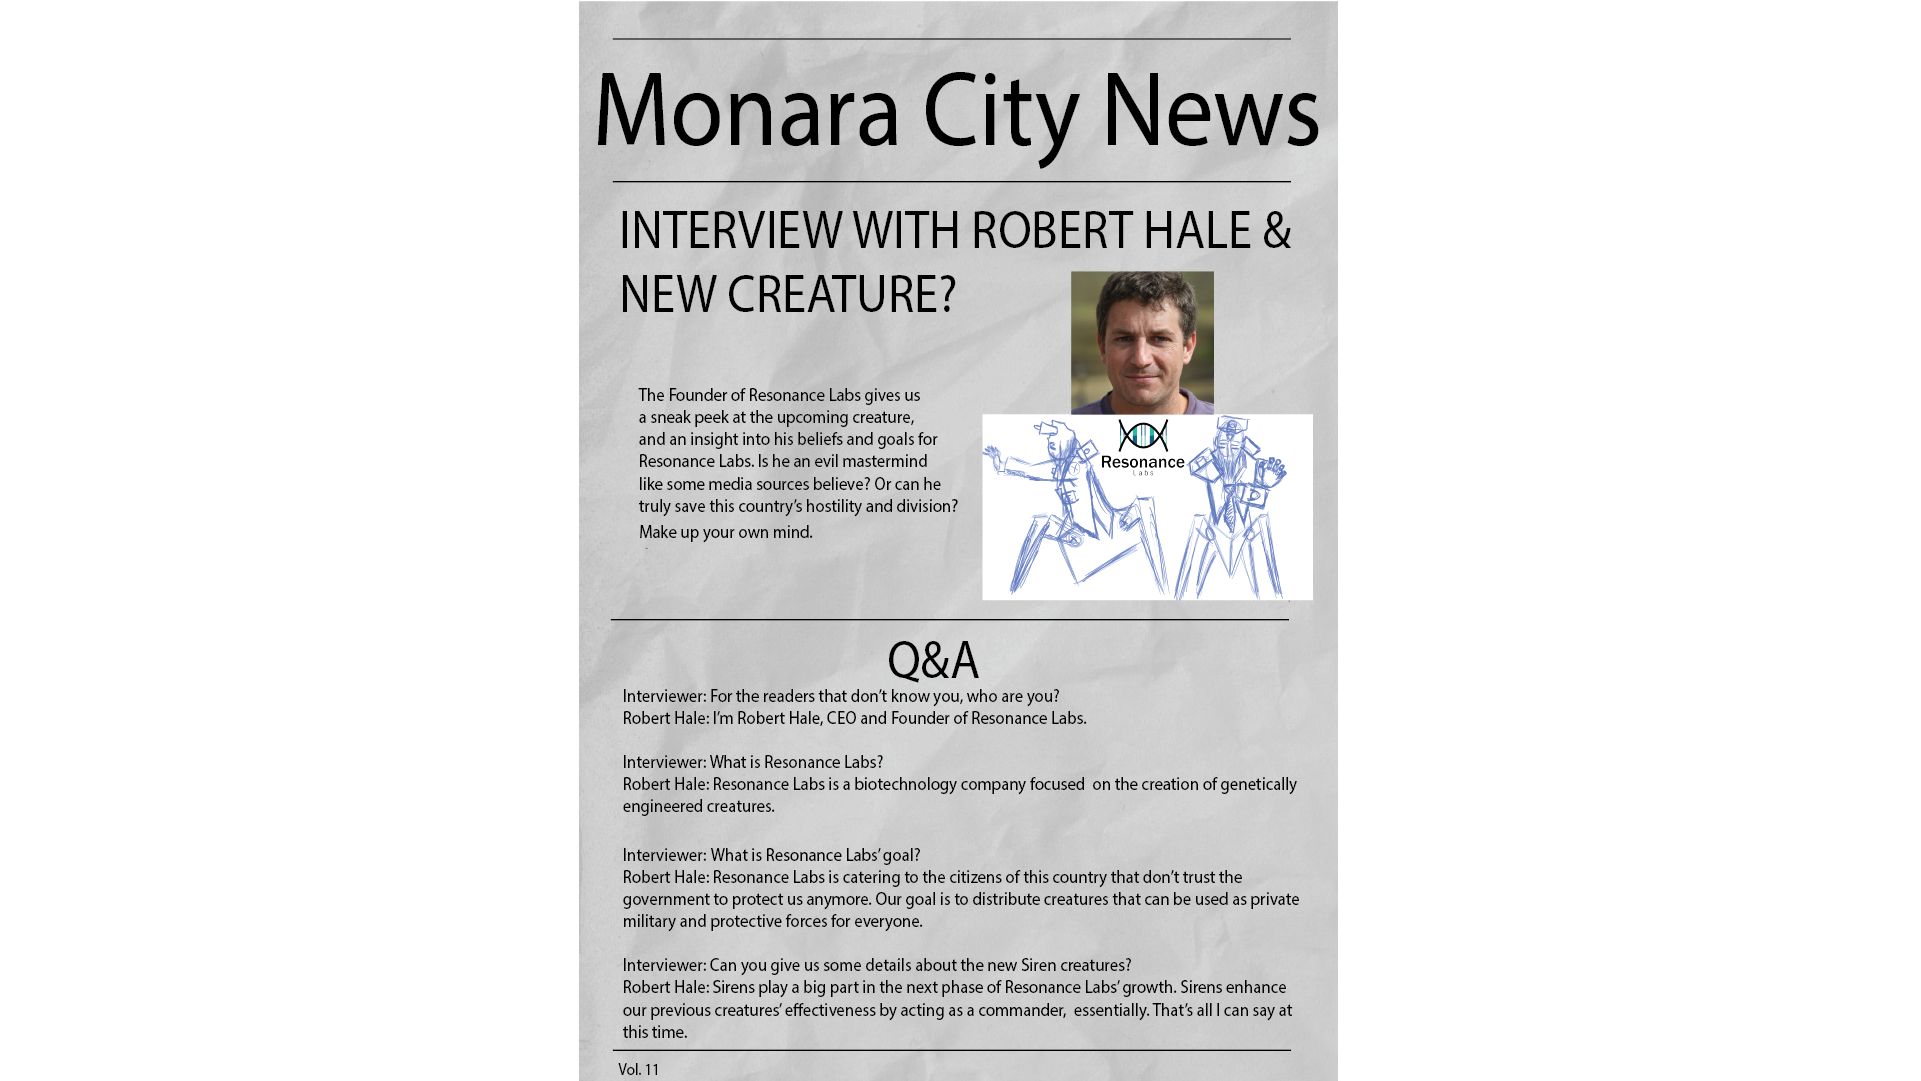 Monara City News
INTERVIEW WITH ROBERT HALE &
NEW CREATURE?
The Founder of Resonance Labs gives us
a sneak peek at the upcoming creature,
and an insight into his beliefs and goals for
Resonance Labs. Is he an evil mastermind
like some media sources believe? Or can he
truly save this country's hostility and division?
Make up your own mind.
Resonance
Labs
Q&A
Interviewer: For the readers that don't know you, who are you?
Robert Hale: I'm Robert Hale, CEO and Founder of Resonance Labs.
Interviewer: What is Resonance Labs?
Robert Hale: Resonance Labs is a biotechnology company focused  on the creation of genetically
engineered creatures.
Interviewer: What is Resonance Labs' goal?
Robert Hale: Resonance Labs is catering to the citizens of this country that don't trust the
government to protect us anymore. Our goal is to distribute creatures that can be used as private
military and protective forces for everyone.
Interviewer: Can you give us some details about the new Siren creatures?
Robert Hale: Sirens play a big part in the next phase of Resonance Labs' growth. Sirens enhance
our previous creatures' effectiveness by acting as a commander,  essentially. That's all I can say at
this time.
Vol. 11